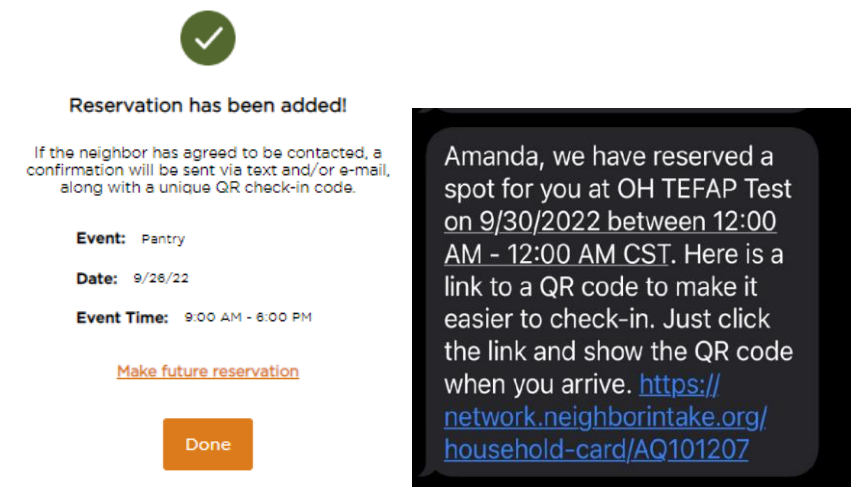 Reservation has been added!
If the neighbor has agreed to be contacted, a
confirmation will be sent via text and/or e-mail,
along with a unique QR check-in code.
Event: Pantry
Date: 9/26/22
Event Time: 9:00 AM - 6:00 PM
Make future reservation
Done
Amanda, we have reserved a
spot for you at OH TEFAP Test
on 9/30/2022 between 12:00
AM - 12:00 AM CST. Here is a
link to a QR code to make it
easier to check-in. Just click
the link and show the QR code
when you arrive. https://
network.neighborintake.org/
household-card/AQ101207